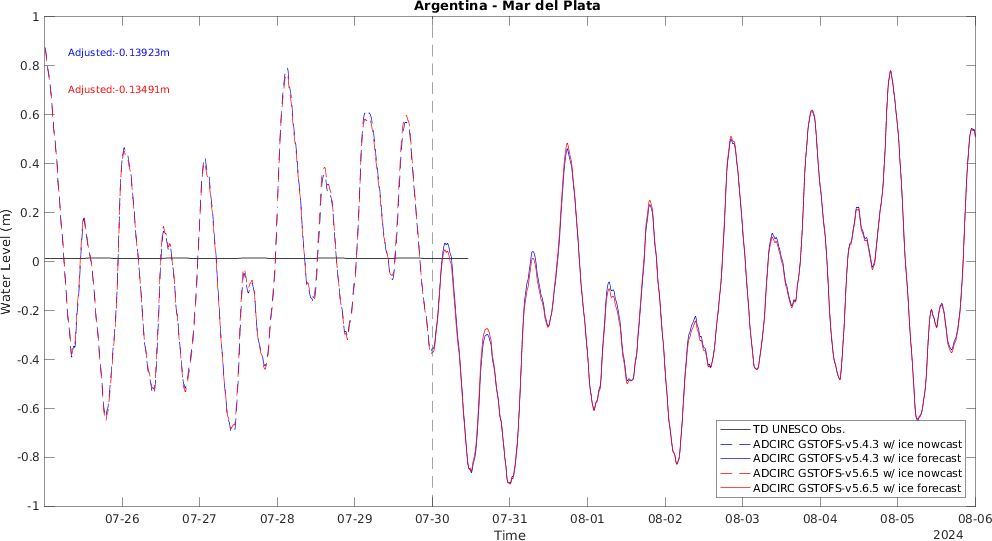 Argentina - Mar del Plata
Adjusted:-0.13923m
Adjusted:-0.13491m
Water Level (m)
1
0.8
0.6
0.4
0.2
0
-0.2
-0.4
-0.6
-0.8
-1
TD UNESCO Obs.
ADCIRC GSTOFS-v5.4.3 w/ ice nowcast
ADCIRC GSTOFS-v5.4.3 w/ ice forecast
ADCIRC GSTOFS-v5.6.5 w/ ice nowcast
ADCIRC GSTOFS-v5.6.5 w/ ice forecast
07-26 07-27 07-28 07-29 07-30 07-31 08-01 08-02 08-03 08-04 08-05 08-06
Time
2024